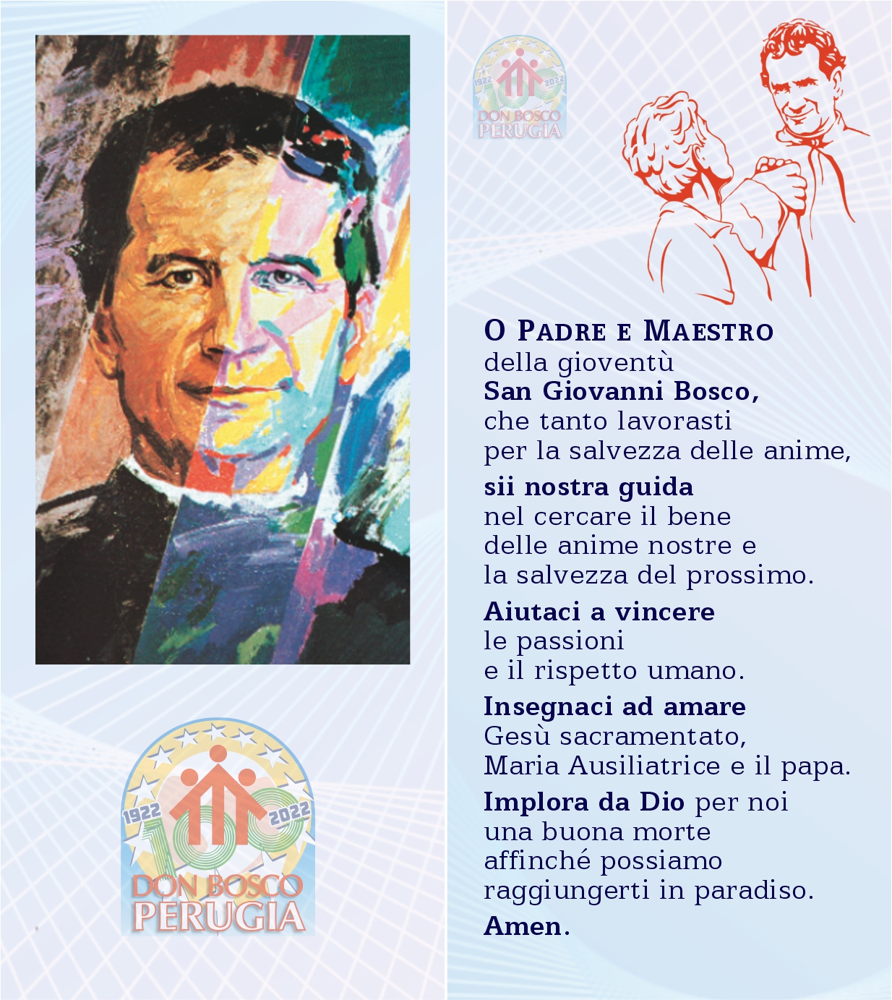 1922
100
2022
DON BOSCO
PERUGIA
1922
100
2022
DON BOSCO
PERUGIA
O PADRE E MAESTRO
della gioventù
San Giovanni Bosco,
che tanto lavorasti
per la salvezza delle anime,
sii nostra guida
nel cercare il bene
delle anime nostre e
la salvezza del prossimo.
Aiutaci a vincere
le passioni
e il rispetto umano.
Insegnaci ad amare
Gesù sacramentato,
Maria Ausiliatrice e il papa.
Implora da Dio per noi
una buona morte
affinché possiamo
raggiungerti in paradiso.
Amen.